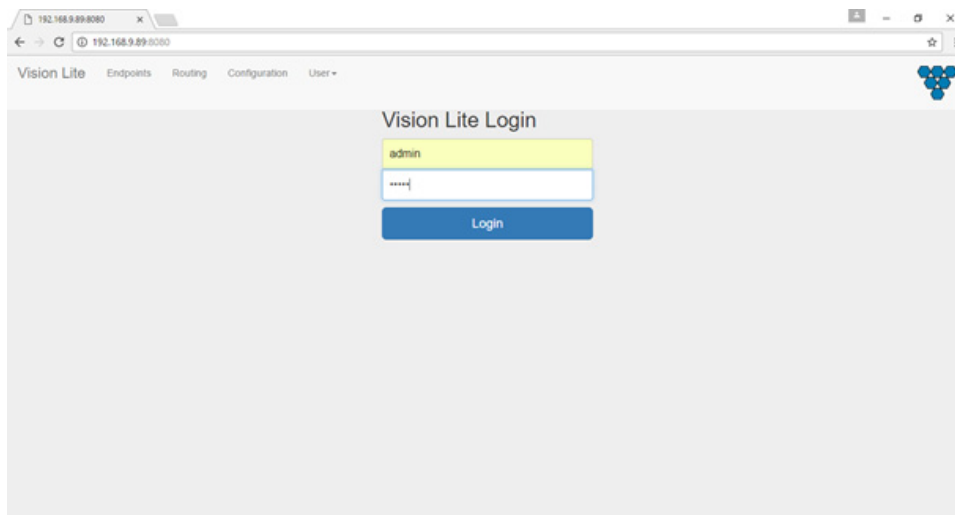 192.168.9.89:8080
192.168.9.89:8080
Vision Lite Endpoints Routing Configuration User
Vision Lite Login
admin
•••••
Login